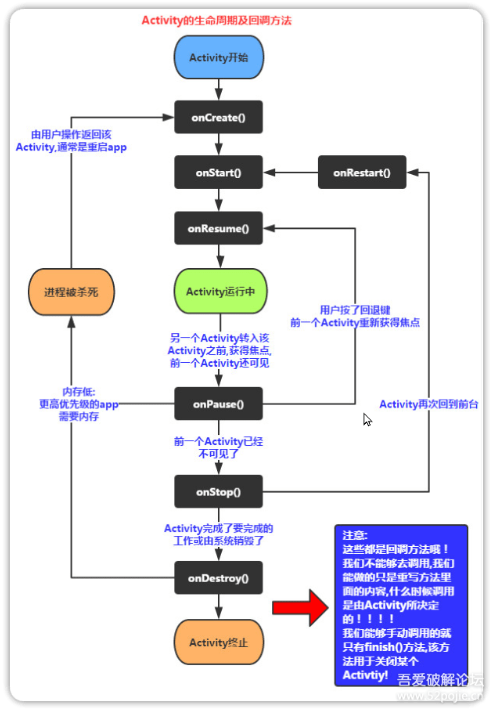 Activity的生命周期及回调方法
Activity开始
onCreate()
由用户操作返回该
Activity,通常是重启app
onStart()
onRestart()
onResume()
进程被杀死
Activity运行中
用户按了回退键
前一个Activity重新获得焦点
另一个Activity转入该
Activity之前,获得焦点,
前一个Activity还可见
内存低:
更高优先级的app
需要内存
onPause()
Activity再次回到前台
前一个Activity已经
不可见了
onStop()
Activity完成了要完成的
工作或由系统销毁了
onDestroy()
Activity终止
注意:
这些都是回调方法哦！
我们不能够去调用,我们
能做的只是重写方法里
面的内容,什么时候调用
是由Activity所决定
的！！！！
我们能够手动调用的就
只有finish()方法,该方
法用于关闭某个
Activtiy!
吾爱破解论坛
www.52pojie.cn